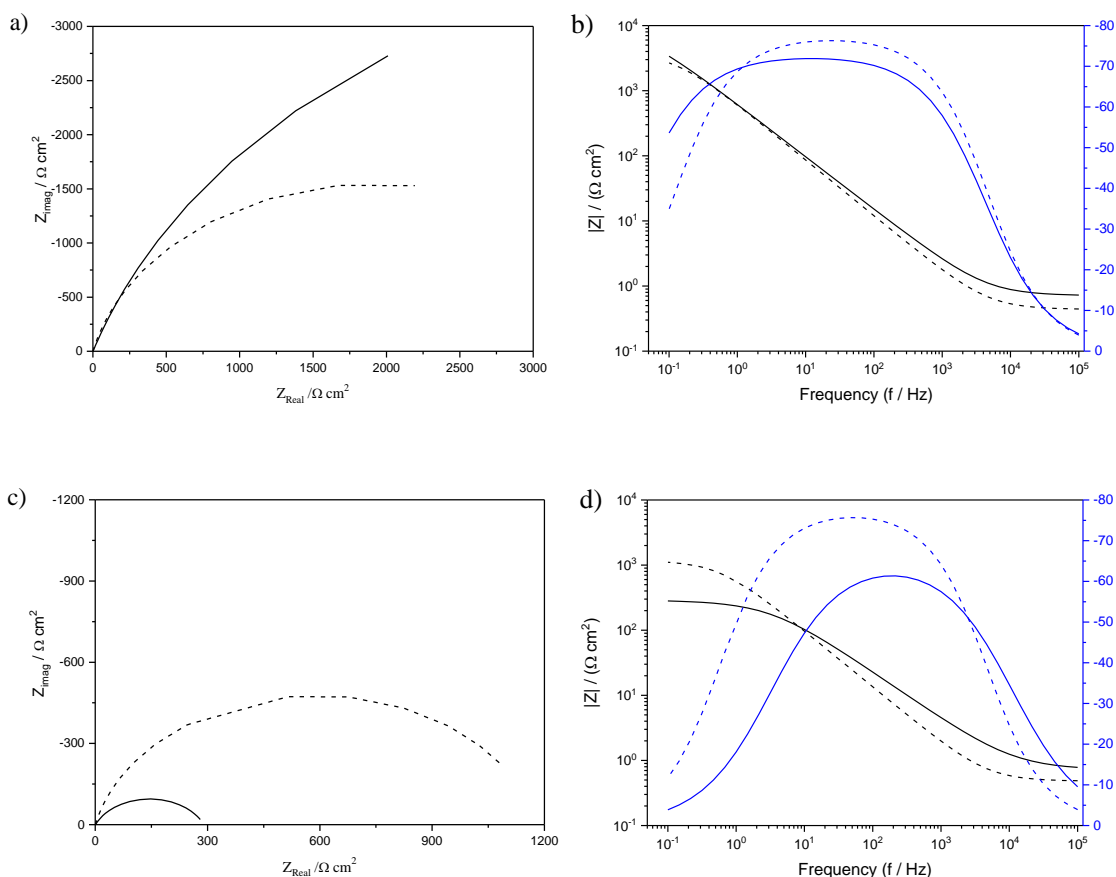 a)
-3000
-2500
-2000
-1500
-1000
-500
0
Z_imag / Ω cm²
0 500 1000 1500 2000 2500 3000
Z_Real /Ω cm²
b)
10⁴
10³
10²
10¹
10⁰
10⁻¹
|Z| / (Ω cm²)
-80
-70
-60
-50
-40
-30
-20
-10
0
10⁻¹ 10⁰ 10¹ 10² 10³ 10⁴ 10⁵
Frequency (f / Hz)
c)
-1200
-900
-600
-300
0
Z_imag / Ω cm²
0 300 600 900 1200
Z_Real /Ω cm²
d)
10⁴
10³
10²
10¹
10⁰
10⁻¹
|Z| / (Ω cm²)
-80
-70
-60
-50
-40
-30
-20
-10
0
10⁻¹ 10⁰ 10¹ 10² 10³ 10⁴ 10⁵
Frequency (f / Hz)